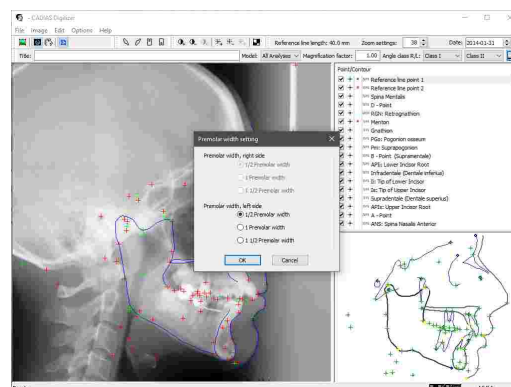 - CADIAS Digitizer
File Image Edit Options Help
Reference line length: 40.0 mm Zoom settings: 38 Date: 2014-01-31
Title: Model: All Analyses Magnification factor: 1.00 Angle class R/L: Class I Class II
Point/Contour
Reference line point 1
Reference line point 2
Spina Mentalis
D - Point
RGN: Retrognathion
Menton
Gnathion
PGo: Pogonion osseum
Pm: Suprapogonion
B - Point (Supramentale)
APIi: Lower Incisor Root
Infradentale (Dentale inferius)
Ii: Tip of Lower Incisor
Is: Tip of Upper Incisor
Supradentale (Dentale superius)
APIs: Upper Incisor Root
A - Point
ANS: Spina Nasalis Anterior
Premolar width setting
Premolar width, right side
1/2 Premolar width
1 Premolar width
1 1/2 Premolar width
Premolar width, left side
1/2 Premolar width
1 Premolar width
1 1/2 Premolar width
OK Cancel